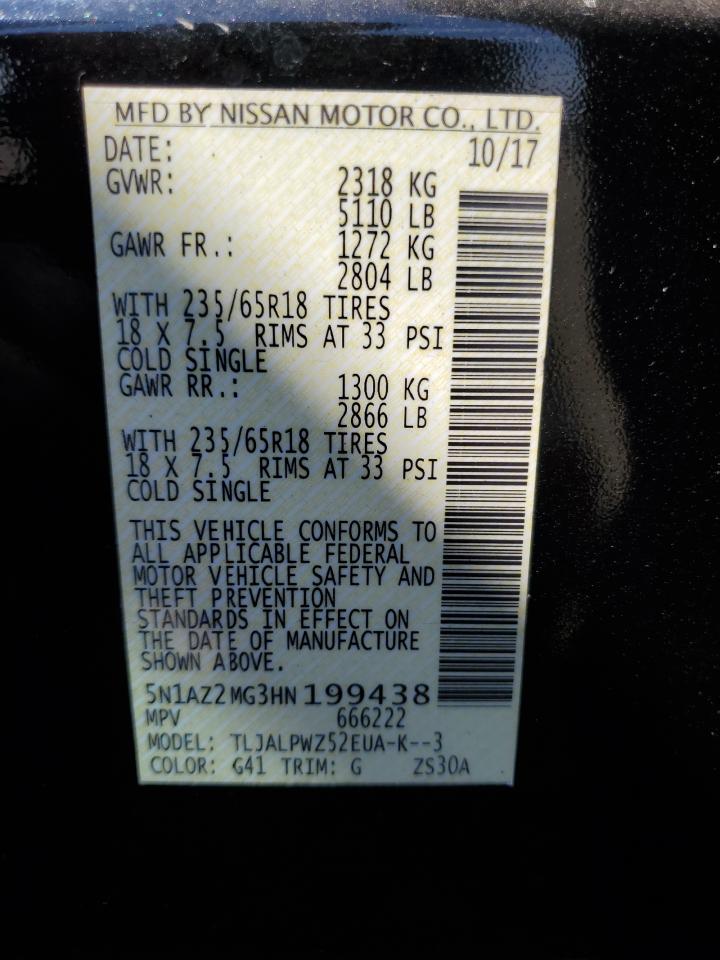 MFD BY NISSAN MOTOR CO., LTD.
DATE: 10/17
GVWR: 2318 KG
5110 LB
GAWR FR.: 1272 KG
2804 LB
WITH 235/65R18 TIRES
18 X 7.5 RIMS AT 33 PSI
COLD SINGLE
GAWR RR.: 1300 KG
2866 LB
WITH 235/65R18 TIRES
18 X 7.5 RIMS AT 33 PSI
COLD SINGLE
THIS VEHICLE CONFORMS TO
ALL APPLICABLE FEDERAL
MOTOR VEHICLE SAFETY AND
THEFT PREVENTION
STANDARDS IN EFFECT ON
THE DATE OF MANUFACTURE
SHOWN ABOVE.
5N1AZ2MG3HN199438
MPV 666222
MODEL: TLJALPWZ52EUA-K--3
COLOR: G41 TRIM: G ZS30A